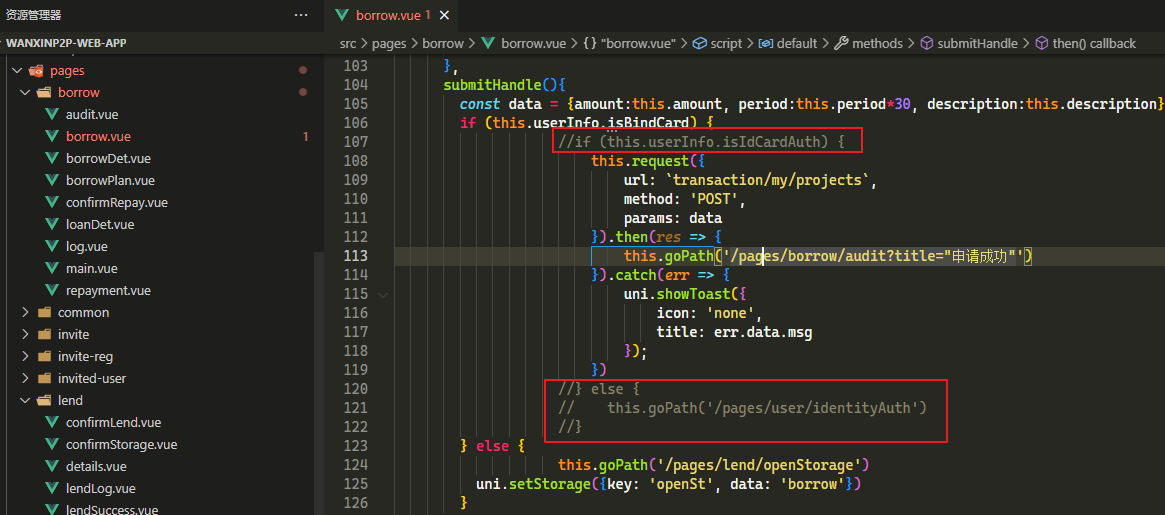 资源管理器
···
WANXINP2P-WEB-APP
pages
borrow
audit.vue
borrow.vue 1
borrowDet.vue
borrowPlan.vue
confirmRepay.vue
loanDet.vue
log.vue
main.vue
repayment.vue
common
invite
invite-reg
invited-user
lend
confirmLend.vue
confirmStorage.vue
details.vue
lendLog.vue
lendSuccess.vue
borrow.vue 1 ×
src > pages > borrow > borrow.vue > {} "borrow.vue" > script > default > methods > submitHandle > then() callback
103 },
104 submitHandle(){
105 const data = {amount:this.amount, period:this.period*30, description:this.description}
106 if (this.userInfo.isBindCard) {
107 //if (this.userInfo.isIdCardAuth) {
108 this.request({
109 url: `transaction/my/projects`,
110 method: 'POST',
111 params: data
112 }).then(res => {
113 this.goPath('/pages/borrow/audit?title="申请成功"')
114 }).catch(err => {
115 uni.showToast({
116 icon: 'none',
117 title: err.data.msg
118 });
119 })
120 //} else {
121 // this.goPath('/pages/user/identityAuth')
122 //}
123 } else {
124 this.goPath('/pages/lend/openStorage')
125 uni.setStorage({key: 'openSt', data: 'borrow'})
126 }